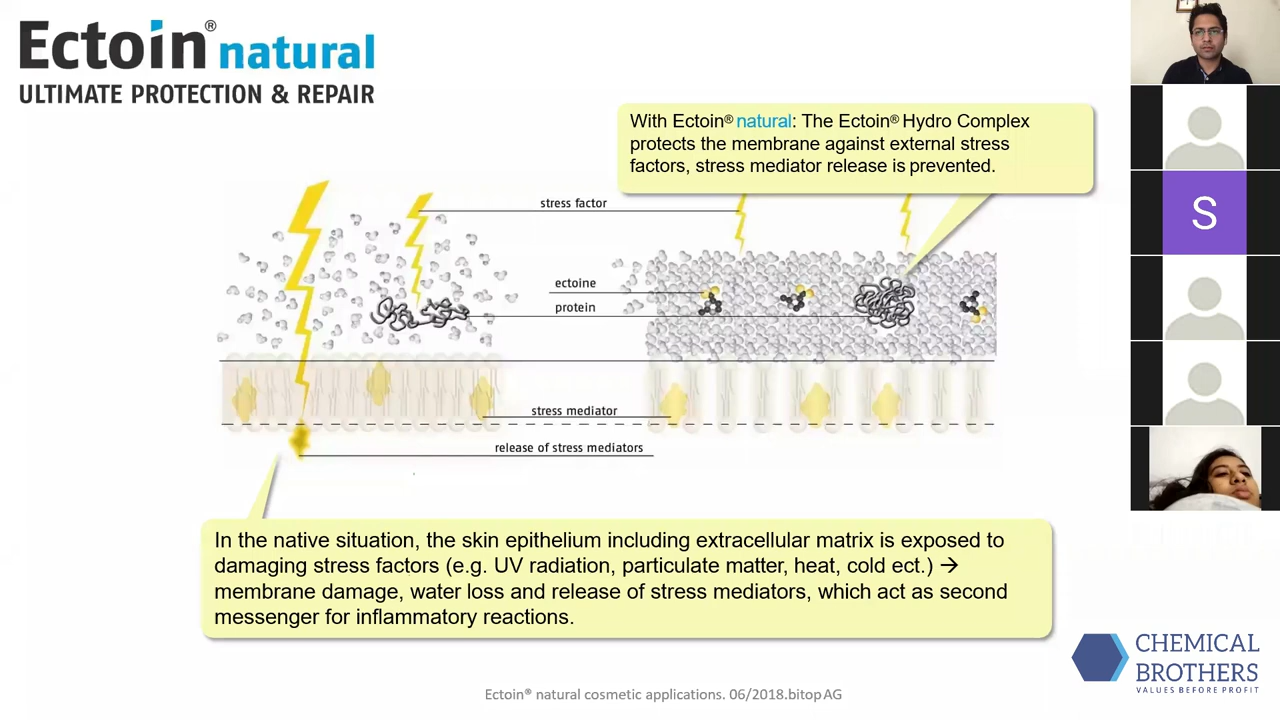 Ectoin® natural
ULTIMATE PROTECTION & REPAIR
With Ectoin® natural: The Ectoin® Hydro Complex
protects the membrane against external stress
factors, stress mediator release is prevented.
stress factor
ectoine
protein
stress mediator
release of stress mediators
In the native situation, the skin epithelium including extracellular matrix is exposed to
damaging stress factors (e.g. UV radiation, particulate matter, heat, cold ect.) →
membrane damage, water loss and release of stress mediators, which act as second
messenger for inflammatory reactions.
Ectoin® natural cosmetic applications. 06/2018.bitop AG
S
CHEMICAL
BROTHERS
VALUES BEFORE PROFIT